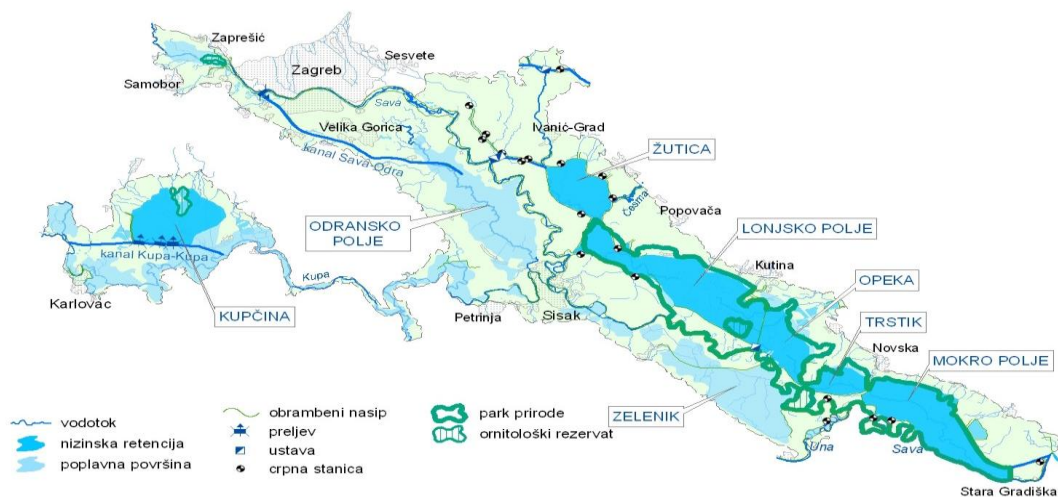 Zaprešić
Sesvete
Zagreb
Samobor
Sava
Velika Gorica
Ivanić-Grad
kanal Sava-Odra
ŽUTICA
Česma
Popovača
ODRANSKO
POLJE
LONJSKO POLJE
kanal Kupa-Kupa
Kupa
Kutina
OPEKA
Karlovac
KUPČINA
Petrinja
Sisak
TRSTIK
Novska
MOKRO POLJE
ZELENIK
Una
Sava
Stara Gradiška
vodotok
nizinska retencija
poplavna površina
obrambeni nasip
preljev
ustava
crpna stanica
park prirode
ornitološki rezervat